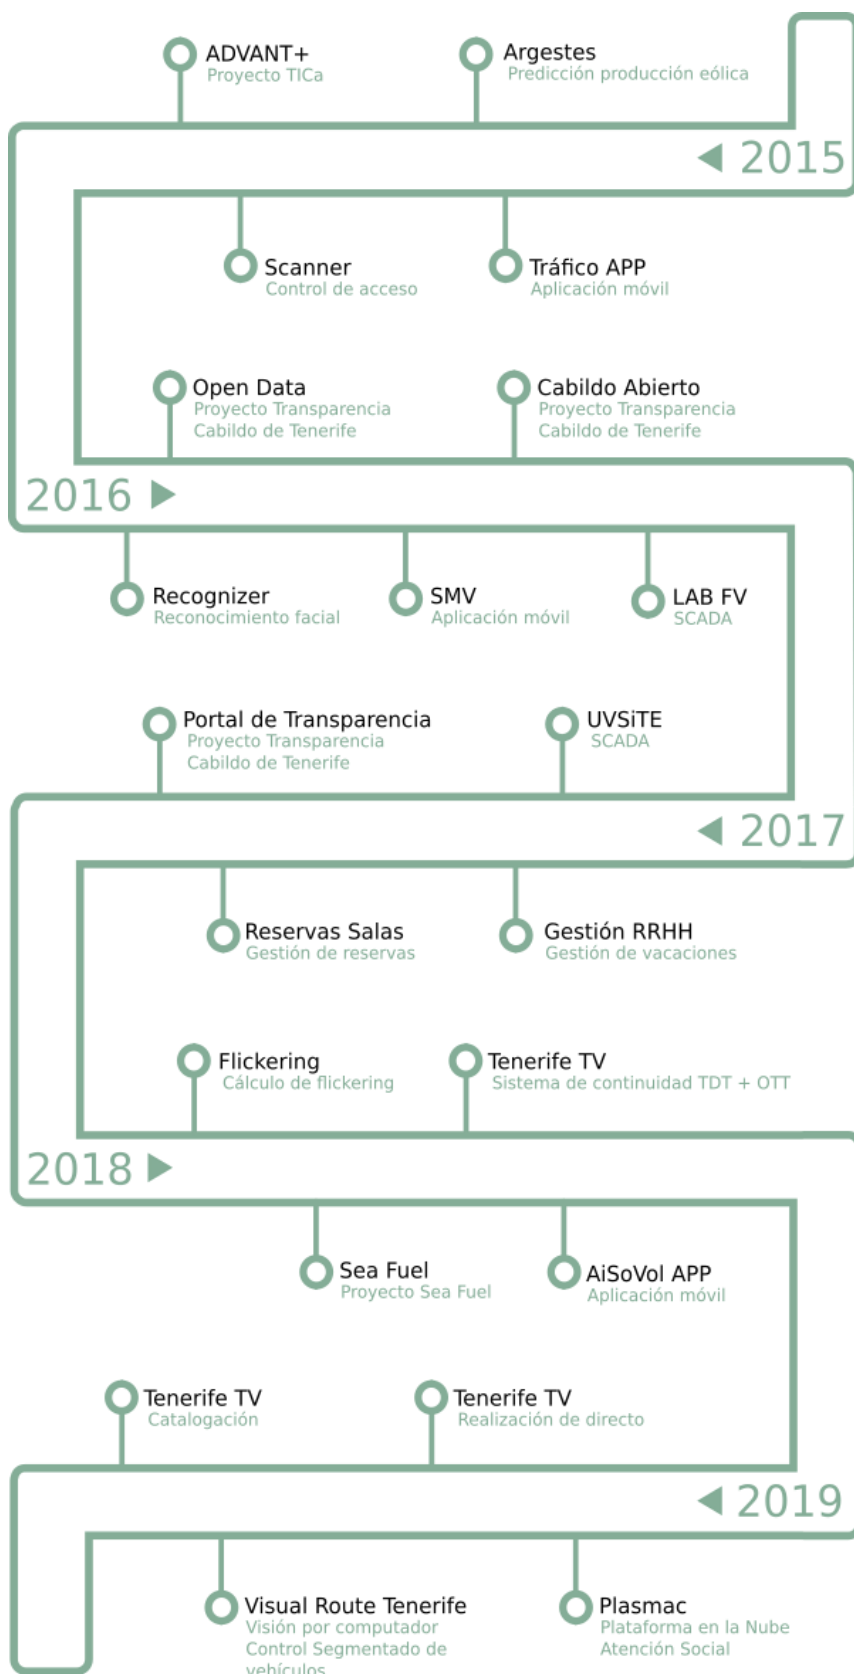 ADVANT+
Proyecto TICa
Argestes
Predicción producción eólica
◀ 2015
Scanner
Control de acceso
Tráfico APP
Aplicación móvil
Open Data
Proyecto Transparencia
Cabildo de Tenerife
Cabildo Abierto
Proyecto Transparencia
Cabildo de Tenerife
2016 ▶
Recognizer
Reconocimiento facial
SMV
Aplicación móvil
LAB FV
SCADA
Portal de Transparencia
Proyecto Transparencia
Cabildo de Tenerife
UVSiTE
SCADA
◀ 2017
Reservas Salas
Gestión de reservas
Gestión RRHH
Gestión de vacaciones
Flickering
Cálculo de flickering
Tenerife TV
Sistema de continuidad TDT + OTT
2018 ▶
Sea Fuel
Proyecto Sea Fuel
AiSoVol APP
Aplicación móvil
Tenerife TV
Catalogación
Tenerife TV
Realización de directo
◀ 2019
Visual Route Tenerife
Visión por computador
Control Segmentado de
vehículos
Plasmac
Plataforma en la Nube
Atención Social